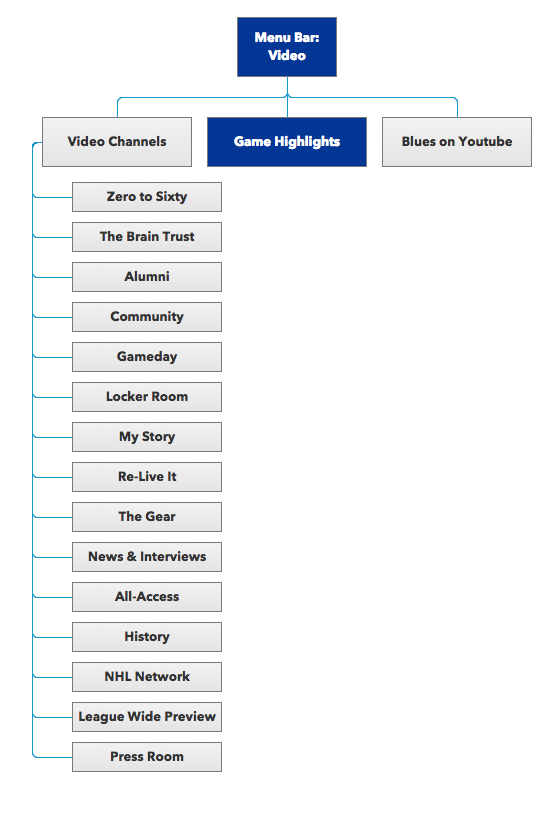 Menu Bar:
Video
Video Channels
Game Highlights
Blues on Youtube
Zero to Sixty
The Brain Trust
Alumni
Community
Gameday
Locker Room
My Story
Re-Live It
The Gear
News & Interviews
All-Access
History
NHL Network
League Wide Preview
Press Room